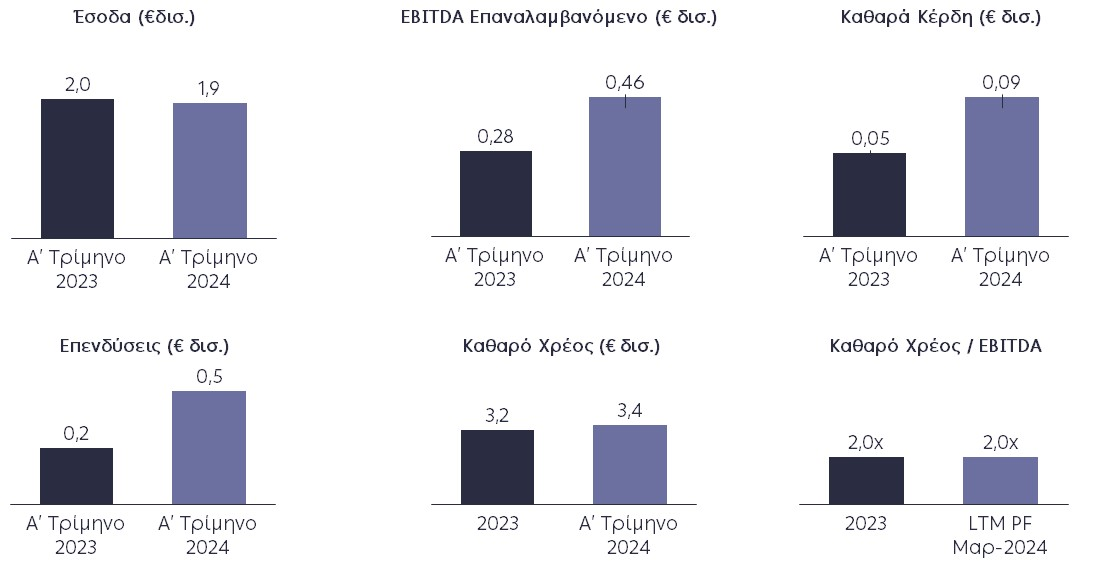 Έσοδα (€δισ.)
2,0
1,9
Α’ Τρίμηνο
2023
Α’ Τρίμηνο
2024
EBITDA Επαναλαμβανόμενο (€ δισ.)
0,28
0,46
Α’ Τρίμηνο
2023
Α’ Τρίμηνο
2024
Καθαρά Κέρδη (€ δισ.)
0,05
0,09
Α’ Τρίμηνο
2023
Α’ Τρίμηνο
2024
Επενδύσεις (€ δισ.)
0,2
0,5
Α’ Τρίμηνο
2023
Α’ Τρίμηνο
2024
Καθαρό Χρέος (€ δισ.)
3,2
3,4
2023
Α’ Τρίμηνο
2024
Καθαρό Χρέος / EBITDA
2,0x
2,0x
2023
LTM PF
Μαρ-2024